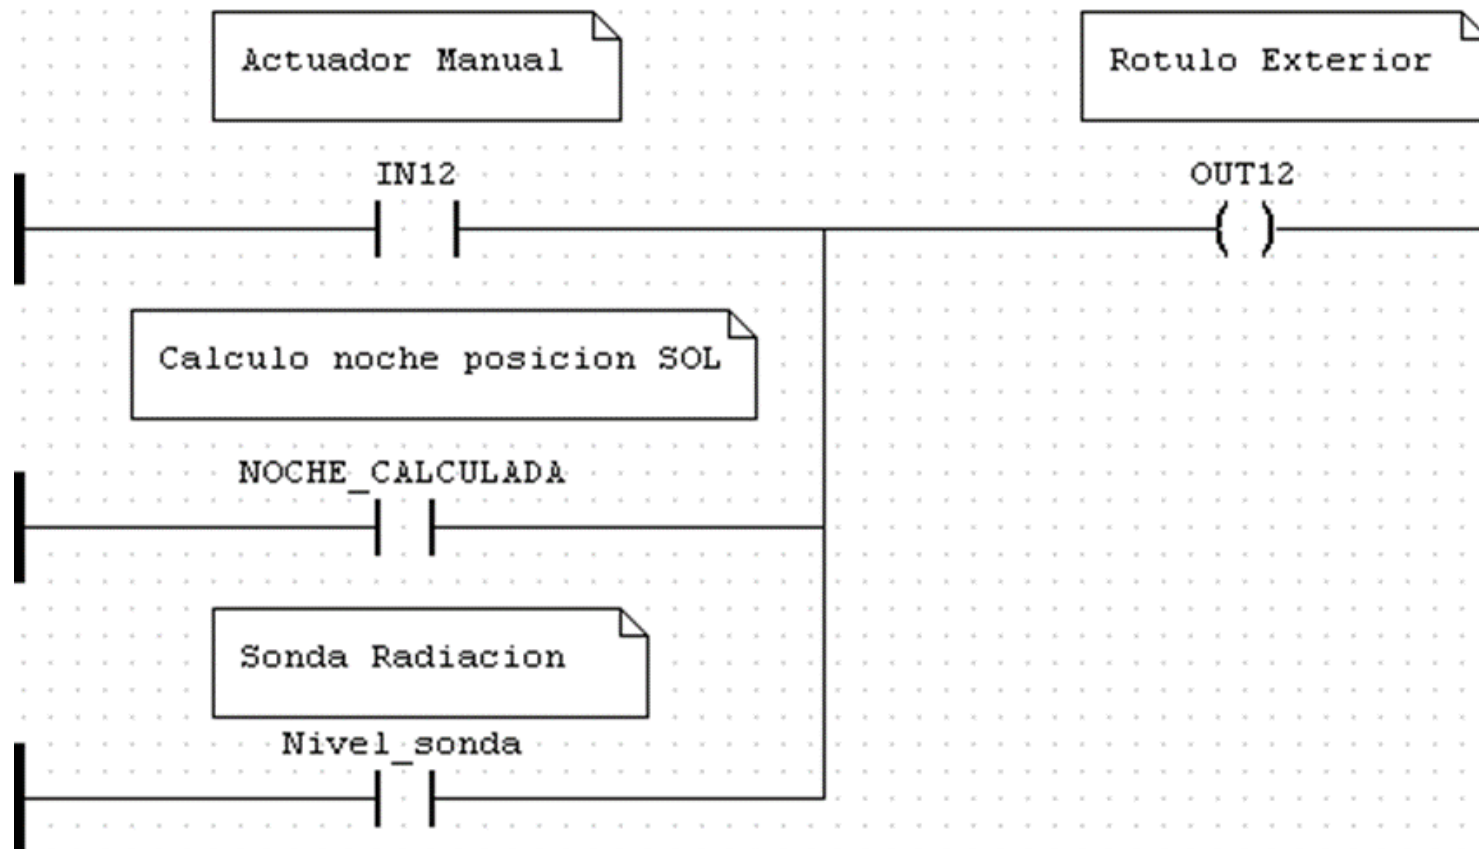 Actuador Manual
Rotulo Exterior
IN12
OUT12
Calculo noche posicion SOL
NOCHE_CALCULADA
Sonda Radiacion
Nivel_sonda